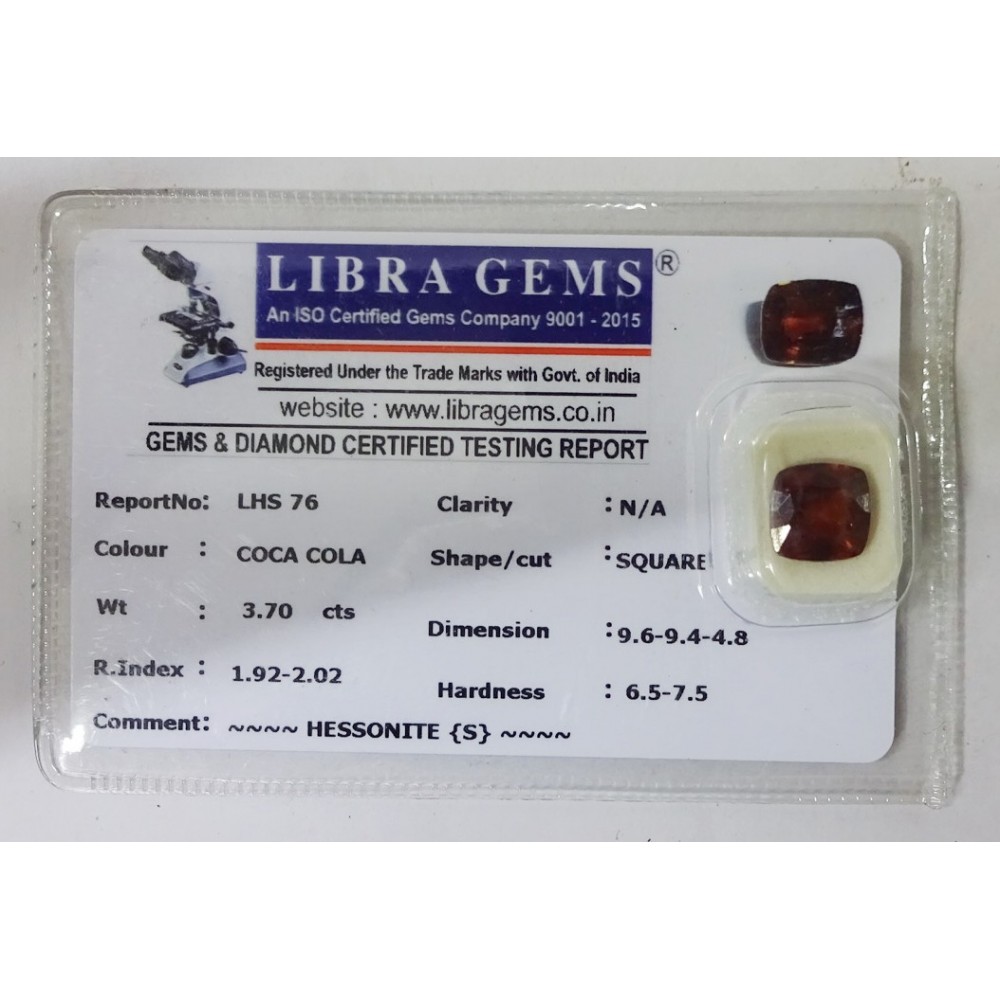 LIBRA GEMS ®
An ISO Certified Gems Company 9001 - 2015
Registered Under the Trade Marks with Govt. of India
website : www.libragems.co.in
GEMS & DIAMOND CERTIFIED TESTING REPORT
ReportNo: LHS 76 Clarity : N/A
Colour : COCA COLA Shape/cut : SQUARE
Wt : 3.70 cts Dimension : 9.6-9.4-4.8
R.Index : 1.92-2.02 Hardness : 6.5-7.5
Comment: ~~~~ HESSONITE {S} ~~~~